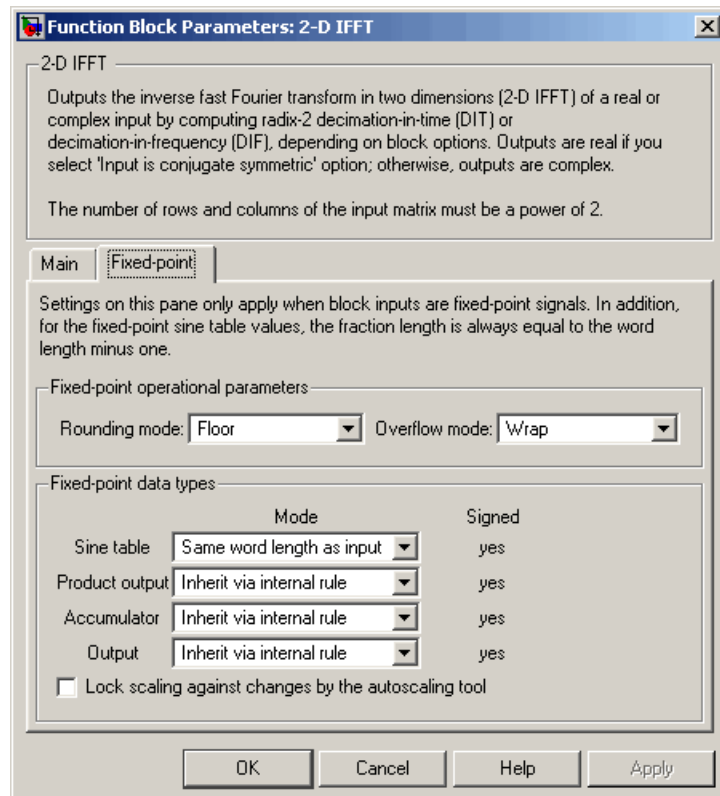 Function Block Parameters: 2-D IFFT
2-D IFFT
Outputs the inverse fast Fourier transform in two dimensions (2-D IFFT) of a real or
complex input by computing radix-2 decimation-in-time (DIT) or
decimation-in-frequency (DIF), depending on block options. Outputs are real if you
select 'Input is conjugate symmetric' option; otherwise, outputs are complex.
The number of rows and columns of the input matrix must be a power of 2.
Main Fixed-point
Settings on this pane only apply when block inputs are fixed-point signals. In addition,
for the fixed-point sine table values, the fraction length is always equal to the word
length minus one.
Fixed-point operational parameters
Rounding mode: Floor Overflow mode: Wrap
Fixed-point data types
Mode Signed
Sine table Same word length as input yes
Product output Inherit via internal rule yes
Accumulator Inherit via internal rule yes
Output Inherit via internal rule yes
Lock scaling against changes by the autoscaling tool
OK Cancel Help Apply